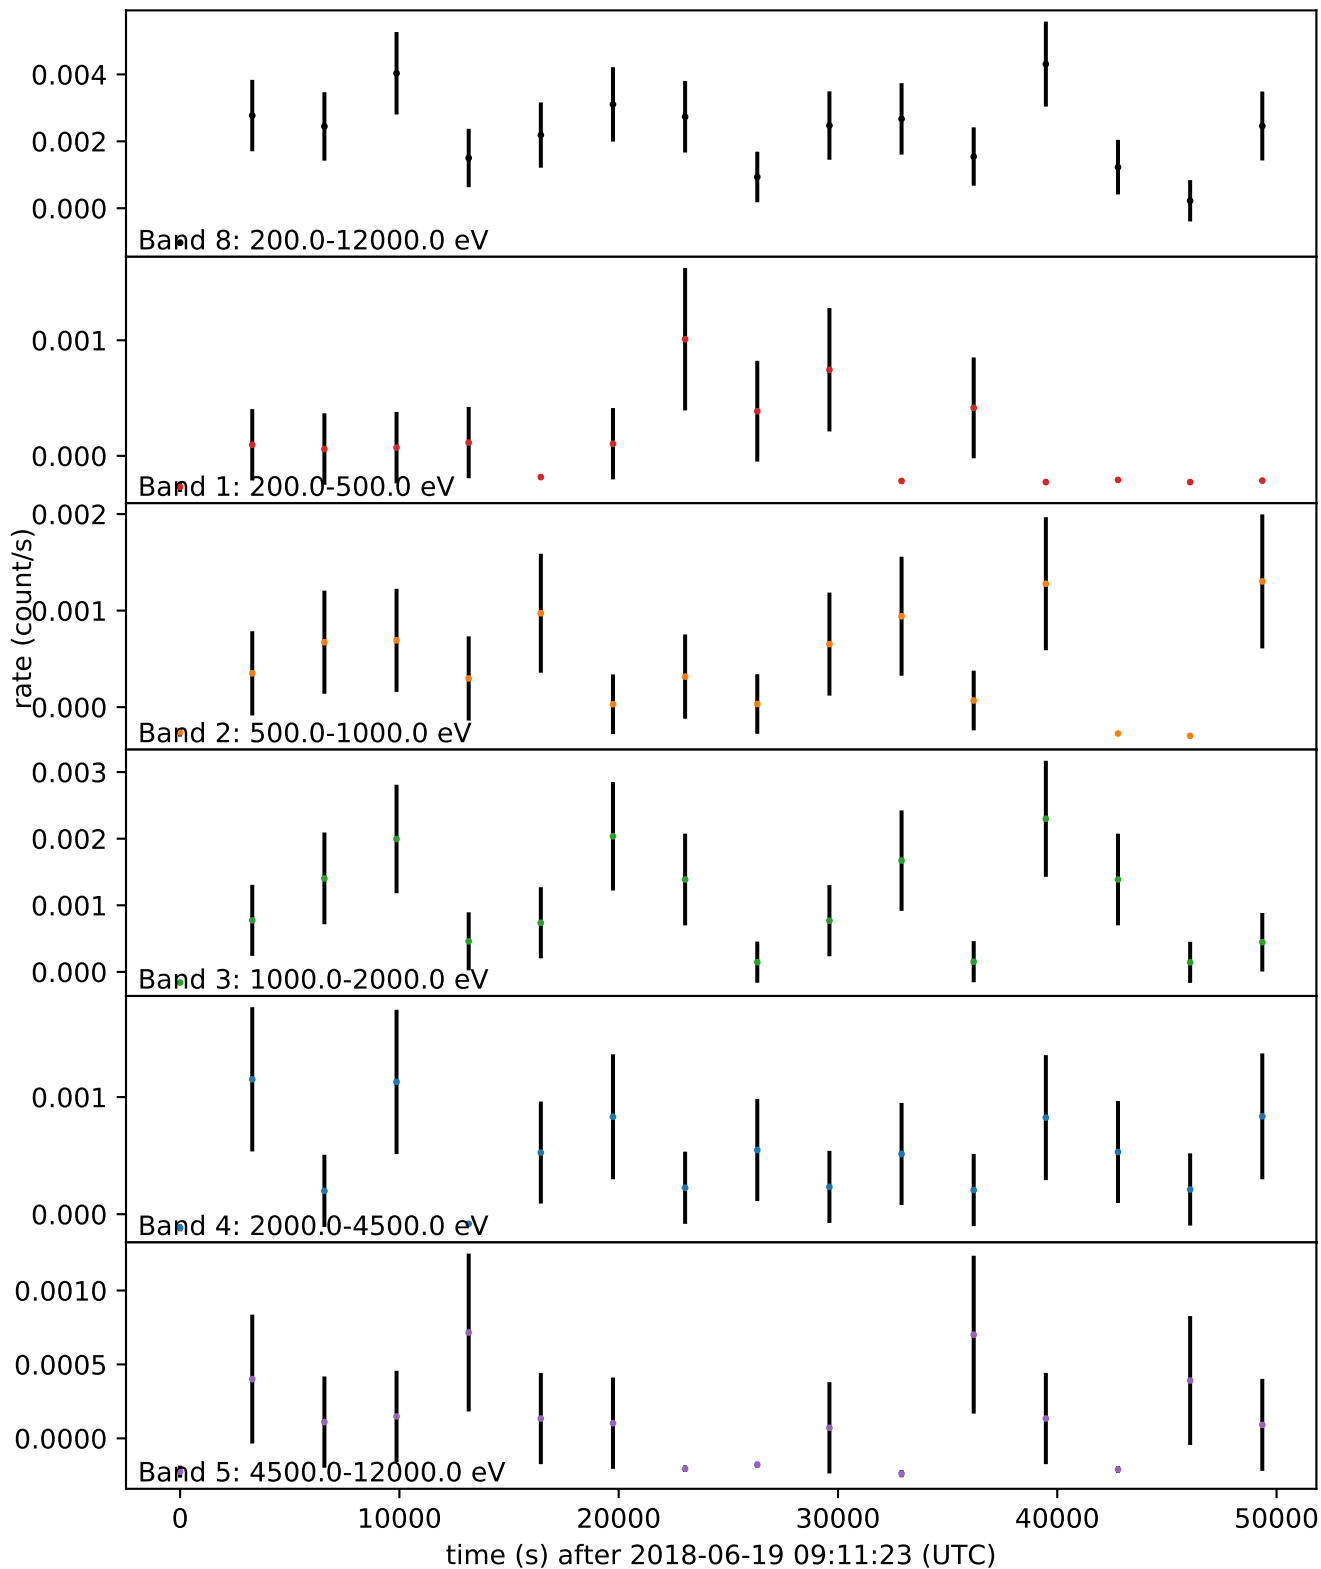 0.004
0.002
0.000
Band 8: 200.0-12000.0 eV
0.001
0.000
Band 1: 200.0-500.0 eV
rate (count/s)
0.002
0.001
0.000
Band 2: 500.0-1000.0 eV
0.003
0.002
0.001
0.000
Band 3: 1000.0-2000.0 eV
0.001
0.000
Band 4: 2000.0-4500.0 eV
0.0010
0.0005
0.0000
Band 5: 4500.0-12000.0 eV
0 10000 20000 30000 40000 50000
time (s) after 2018-06-19 09:11:23 (UTC)